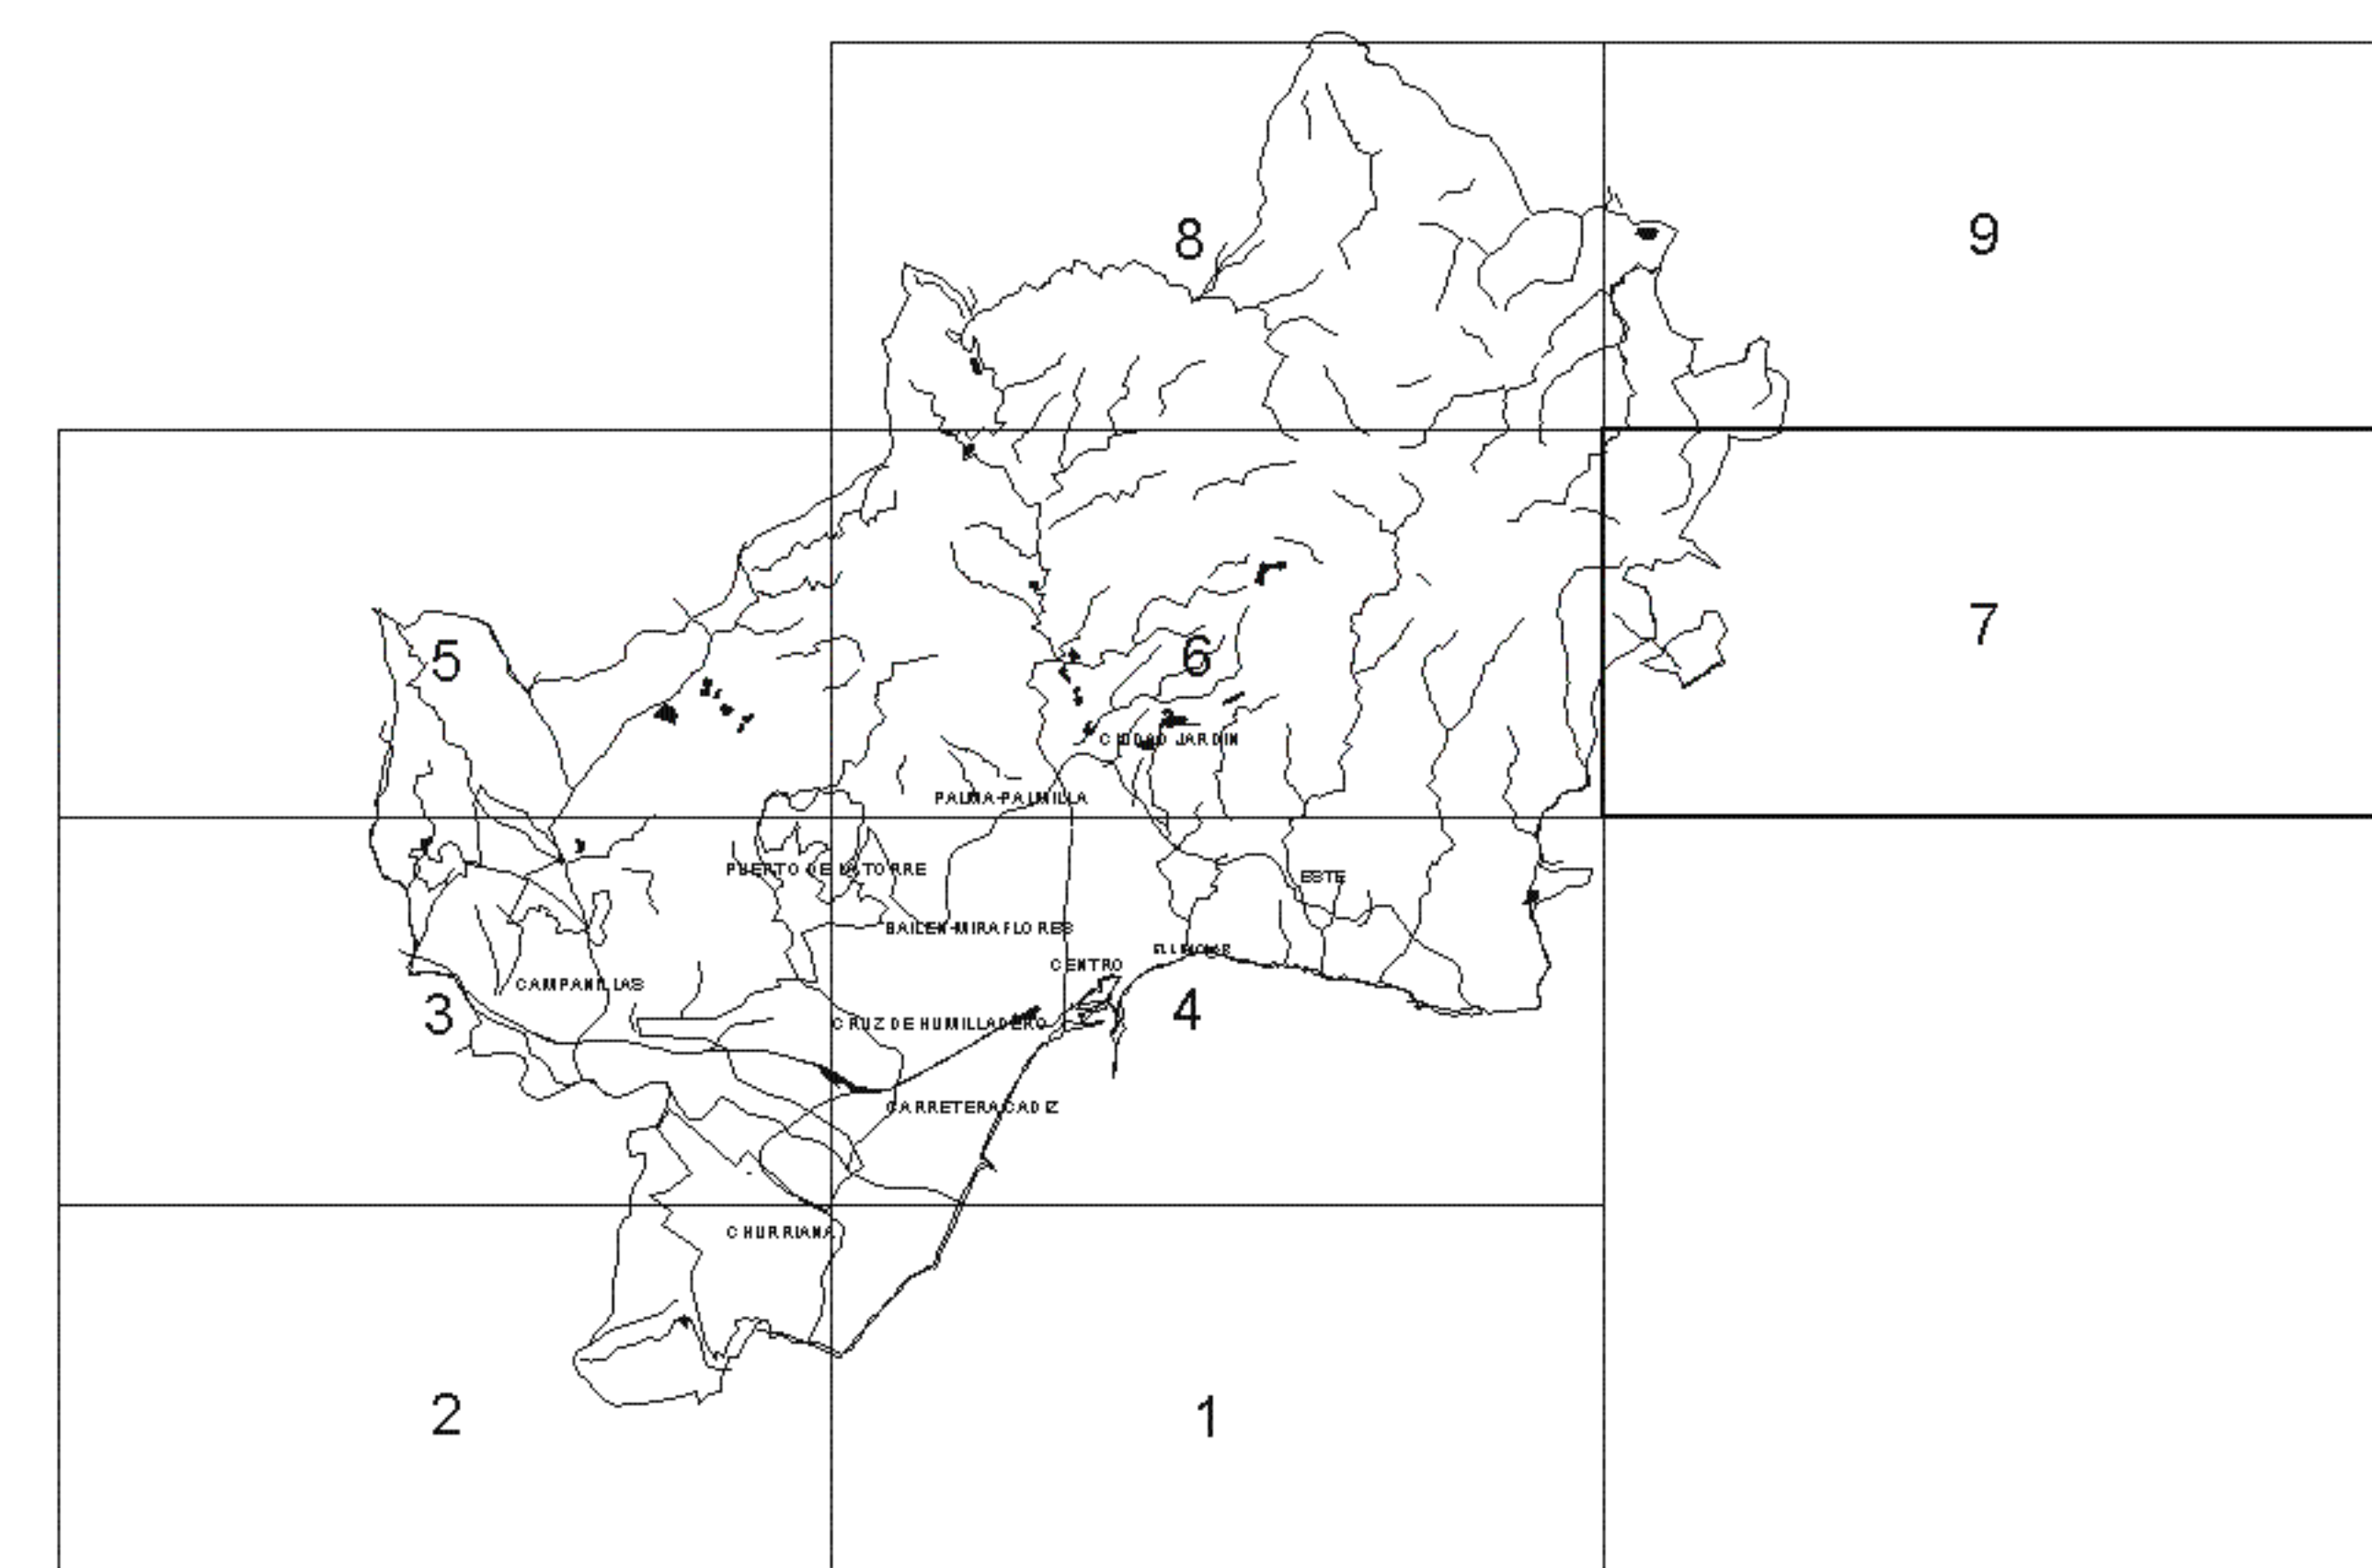 8
9
5
6
7
CIUDAD JARDIN
PALMA-PALMILLA
PUERTO DE LA TORRE
ESTE
BAILEN-MIRAFLORES
CENTRO
CAMPANILLAS
3
4
CRUZ DE HUMILLADERO
CARRETERA CADIZ
CHURRIANA
2
1